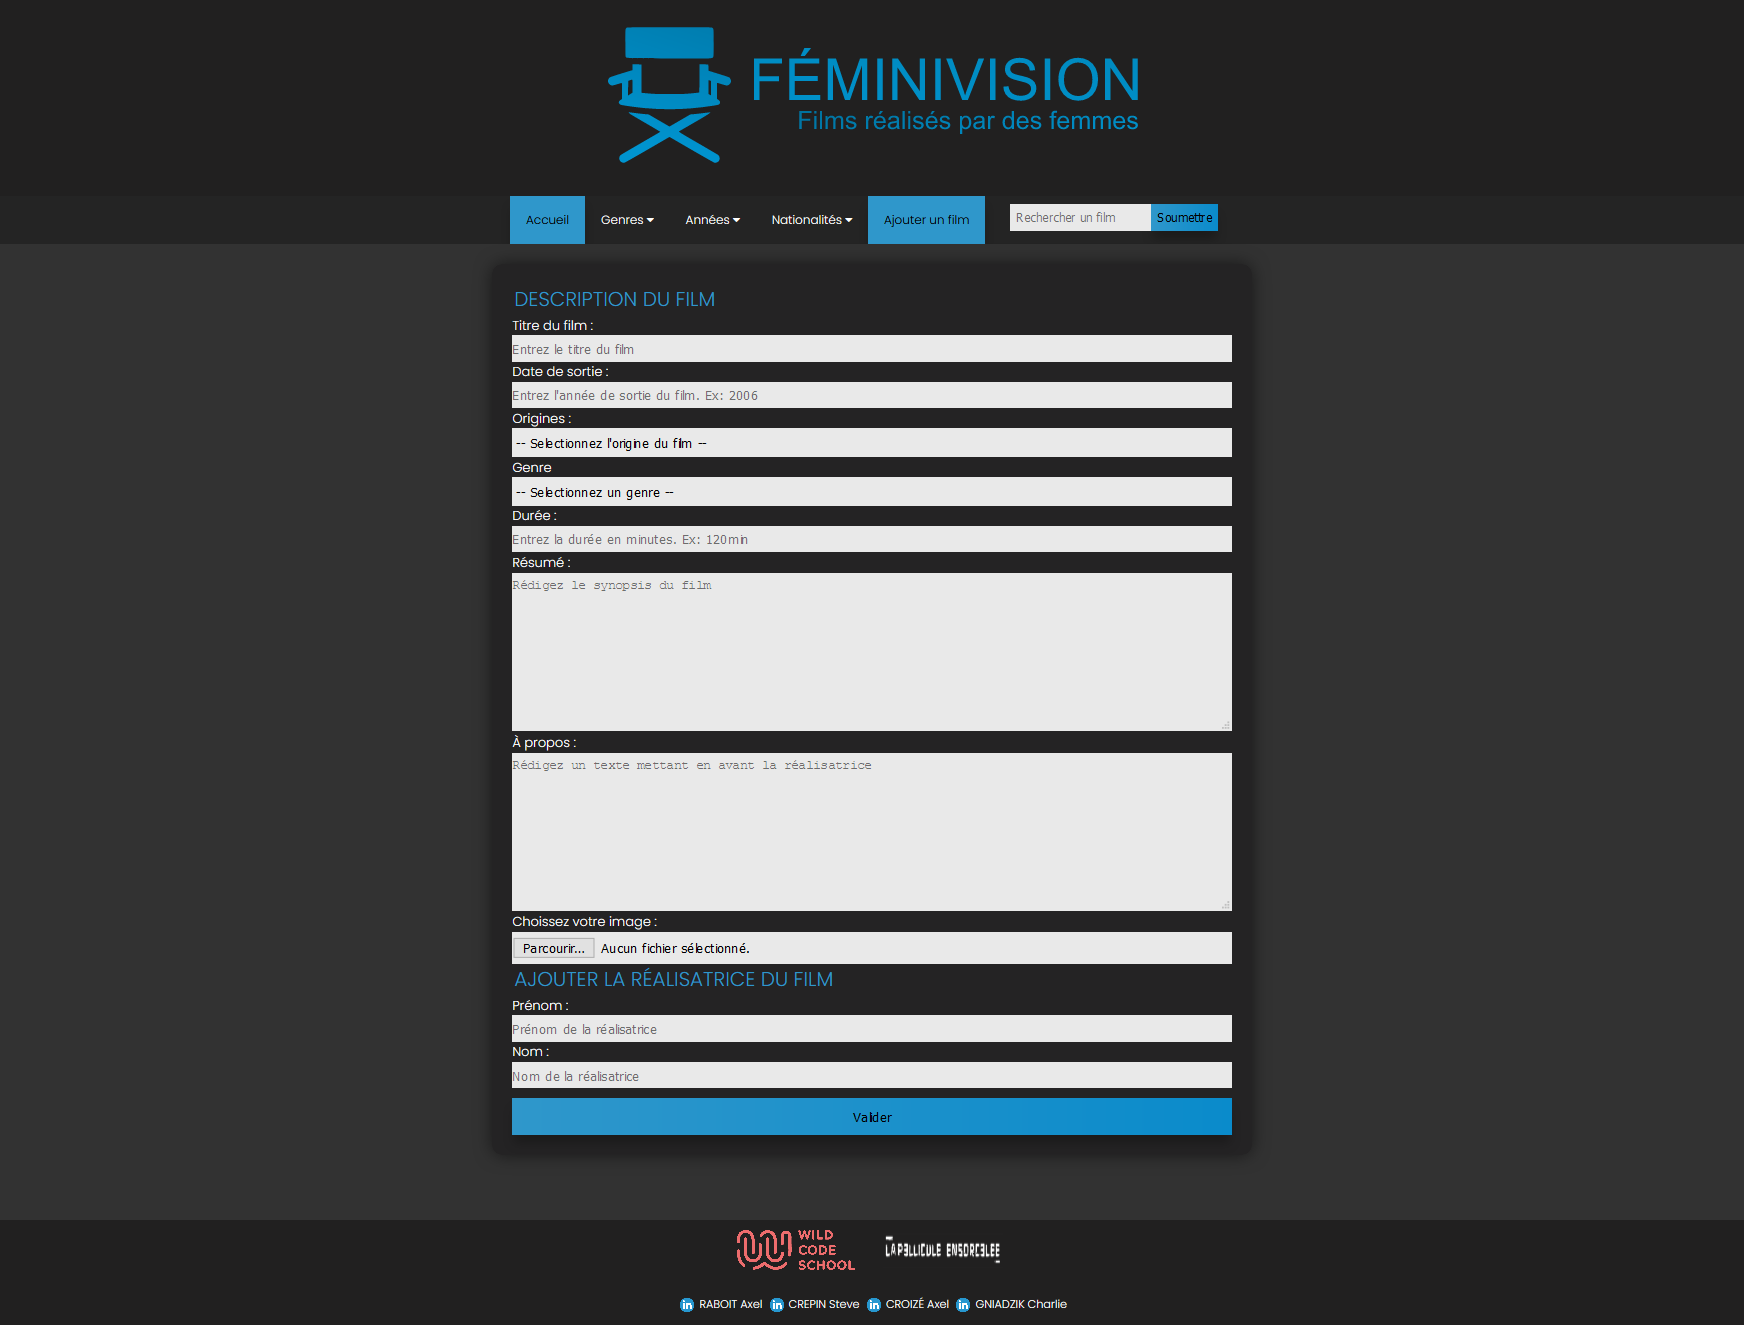 FÉMINIVISION
Films réalisés par des femmes
Accueil Genres Années Nationalités Ajouter un film Rechercher un film Soumettre
DESCRIPTION DU FILM
Titre du film :
Entrez le titre du film
Date de sortie :
Entrez l'année de sortie du film. Ex: 2006
Origines :
-- Selectionnez l'origine du film --
Genre
-- Selectionnez un genre --
Durée :
Entrez la durée en minutes. Ex: 120min
Résumé :
Rédigez le synopsis du film
À propos :
Rédigez un texte mettant en avant la réalisatrice
Choissez votre image :
Parcourir... Aucun fichier sélectionné.
AJOUTER LA RÉALISATRICE DU FILM
Prénom :
Prénom de la réalisatrice
Nom :
Nom de la réalisatrice
Valider
WILD
CODE
SCHOOL
LA PELLICULE ENSORCELEE
in RABOIT Axel in CREPIN Steve in CROIZÉ Axel in GNIADZIK Charlie